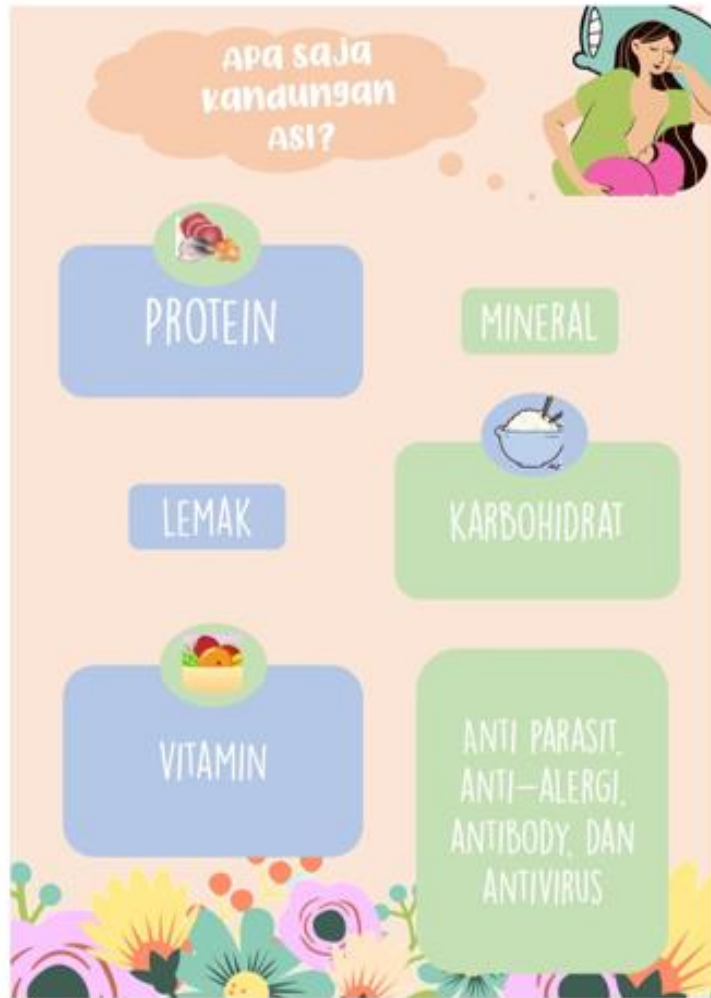 APA SAJA
KANDUNGAN
ASI?
PROTEIN
MINERAL
LEMAK
KARBOHIDRAT
VITAMIN
ANTI PARASIT,
ANTI-ALERGI,
ANTIBODY, DAN
ANTIVIRUS